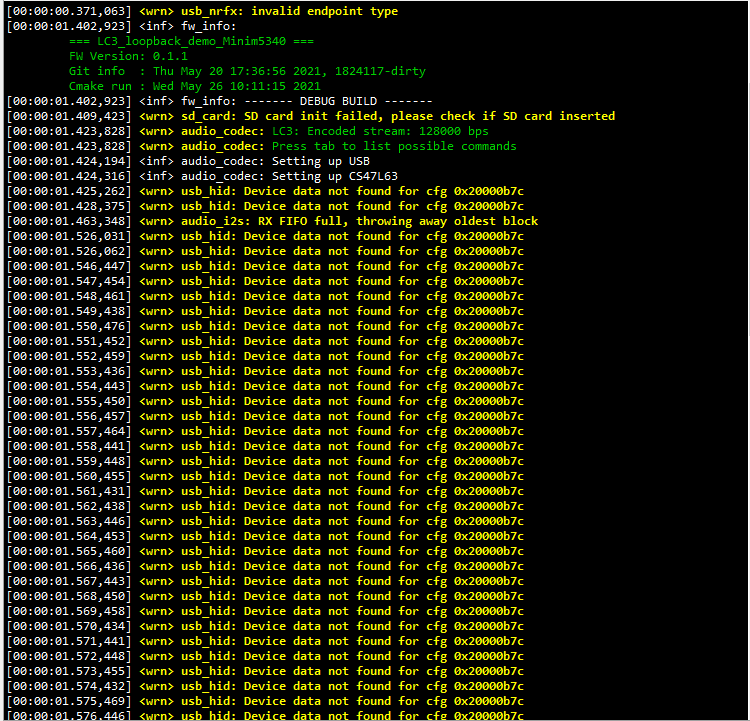 [00:00:00.371,063] <wrn> usb_nrfx: invalid endpoint type
[00:00:01.402,923] <inf> fw_info:
=== LC3_loopback_demo_Minim5340 ===
FW Version: 0.1.1
Git info  : Thu May 20 17:36:56 2021, 1824117-dirty
Cmake run : Wed May 26 10:11:15 2021
[00:00:01.402,923] <inf> fw_info: ------- DEBUG BUILD -------
[00:00:01.409,423] <wrn> sd_card: SD card init failed, please check if SD card inserted
[00:00:01.423,828] <wrn> audio_codec: LC3: Encoded stream: 128000 bps
[00:00:01.423,828] <wrn> audio_codec: Press tab to list possible commands
[00:00:01.424,194] <inf> audio_codec: Setting up USB
[00:00:01.424,224] <inf> audio_codec: Setting up CS47L63
[00:00:01.425,262] <wrn> usb_hid: Device data not found for cfg 0x20000b7c
[00:00:01.428,375] <wrn> usb_hid: Device data not found for cfg 0x20000b7c
[00:00:01.463,348] <wrn> audio_i2s: RX FIFO full, throwing away oldest block
[00:00:01.526,031] <wrn> usb_hid: Device data not found for cfg 0x20000b7c
[00:00:01.526,062] <wrn> usb_hid: Device data not found for cfg 0x20000b7c
[00:00:01.546,447] <wrn> usb_hid: Device data not found for cfg 0x20000b7c
[00:00:01.547,454] <wrn> usb_hid: Device data not found for cfg 0x20000b7c
[00:00:01.548,461] <wrn> usb_hid: Device data not found for cfg 0x20000b7c
[00:00:01.549,438] <wrn> usb_hid: Device data not found for cfg 0x20000b7c
[00:00:01.550,476] <wrn> usb_hid: Device data not found for cfg 0x20000b7c
[00:00:01.551,452] <wrn> usb_hid: Device data not found for cfg 0x20000b7c
[00:00:01.552,459] <wrn> usb_hid: Device data not found for cfg 0x20000b7c
[00:00:01.553,436] <wrn> usb_hid: Device data not found for cfg 0x20000b7c
[00:00:01.554,443] <wrn> usb_hid: Device data not found for cfg 0x20000b7c
[00:00:01.555,450] <wrn> usb_hid: Device data not found for cfg 0x20000b7c
[00:00:01.556,457] <wrn> usb_hid: Device data not found for cfg 0x20000b7c
[00:00:01.557,464] <wrn> usb_hid: Device data not found for cfg 0x20000b7c
[00:00:01.558,441] <wrn> usb_hid: Device data not found for cfg 0x20000b7c
[00:00:01.559,448] <wrn> usb_hid: Device data not found for cfg 0x20000b7c
[00:00:01.560,455] <wrn> usb_hid: Device data not found for cfg 0x20000b7c
[00:00:01.561,431] <wrn> usb_hid: Device data not found for cfg 0x20000b7c
[00:00:01.562,438] <wrn> usb_hid: Device data not found for cfg 0x20000b7c
[00:00:01.563,446] <wrn> usb_hid: Device data not found for cfg 0x20000b7c
[00:00:01.564,453] <wrn> usb_hid: Device data not found for cfg 0x20000b7c
[00:00:01.565,460] <wrn> usb_hid: Device data not found for cfg 0x20000b7c
[00:00:01.566,436] <wrn> usb_hid: Device data not found for cfg 0x20000b7c
[00:00:01.567,443] <wrn> usb_hid: Device data not found for cfg 0x20000b7c
[00:00:01.568,450] <wrn> usb_hid: Device data not found for cfg 0x20000b7c
[00:00:01.569,458] <wrn> usb_hid: Device data not found for cfg 0x20000b7c
[00:00:01.570,434] <wrn> usb_hid: Device data not found for cfg 0x20000b7c
[00:00:01.571,441] <wrn> usb_hid: Device data not found for cfg 0x20000b7c
[00:00:01.572,448] <wrn> usb_hid: Device data not found for cfg 0x20000b7c
[00:00:01.573,455] <wrn> usb_hid: Device data not found for cfg 0x20000b7c
[00:00:01.574,432] <wrn> usb_hid: Device data not found for cfg 0x20000b7c
[00:00:01.575,469] <wrn> usb_hid: Device data not found for cfg 0x20000b7c
[00:00:01.576,446] <wrn> usb_hid: Device data not found for cfg 0x20000b7c